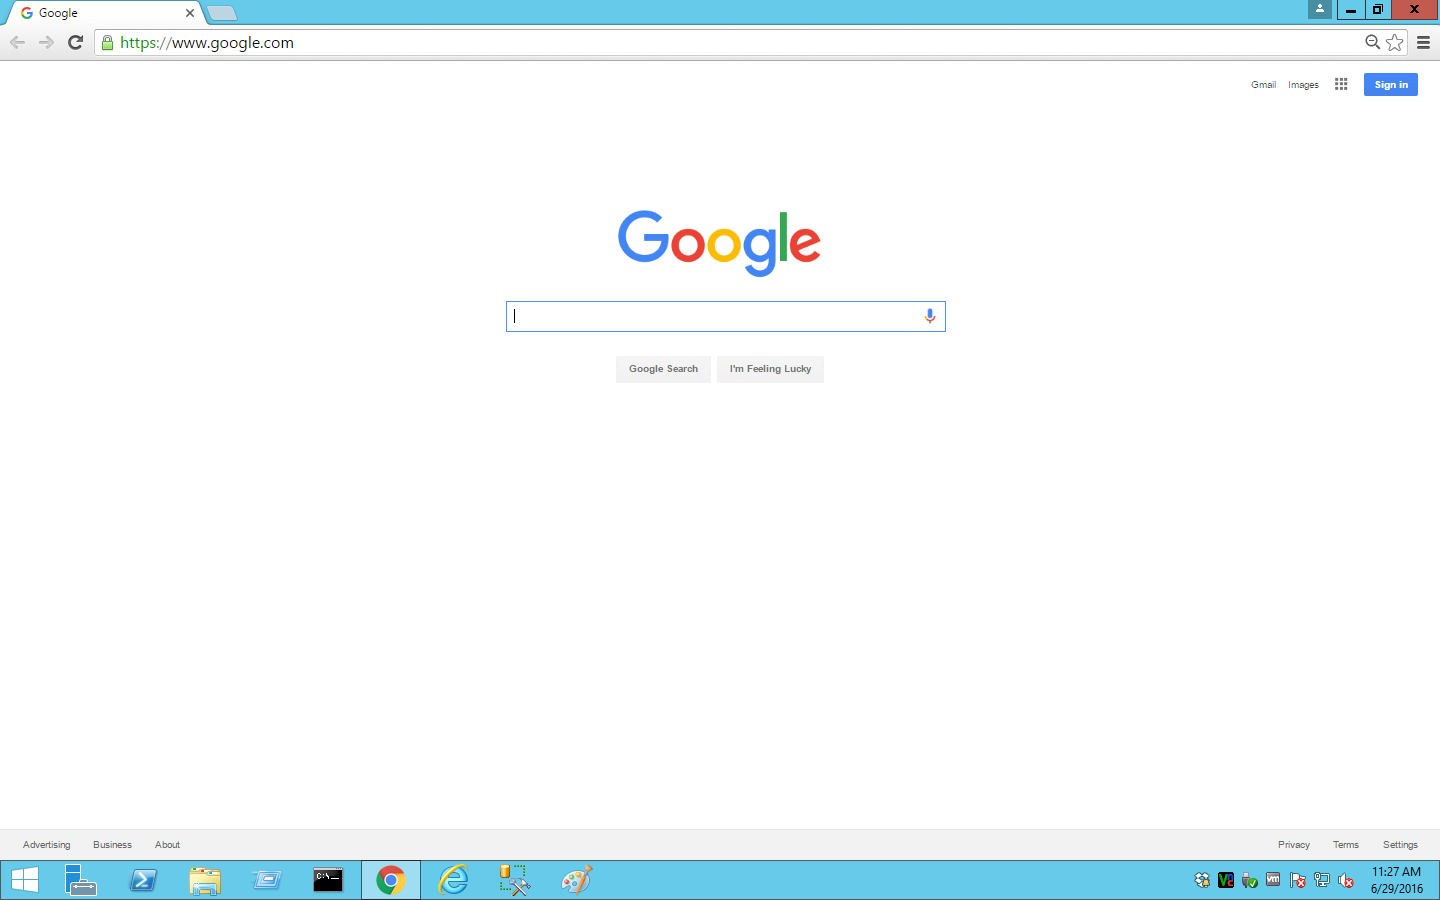 Google
https://www.google.com
Gmail Images Sign in
Google
Google Search I'm Feeling Lucky
Advertising Business About Privacy Terms Settings
C:\
vm
11:27 AM
6/29/2016